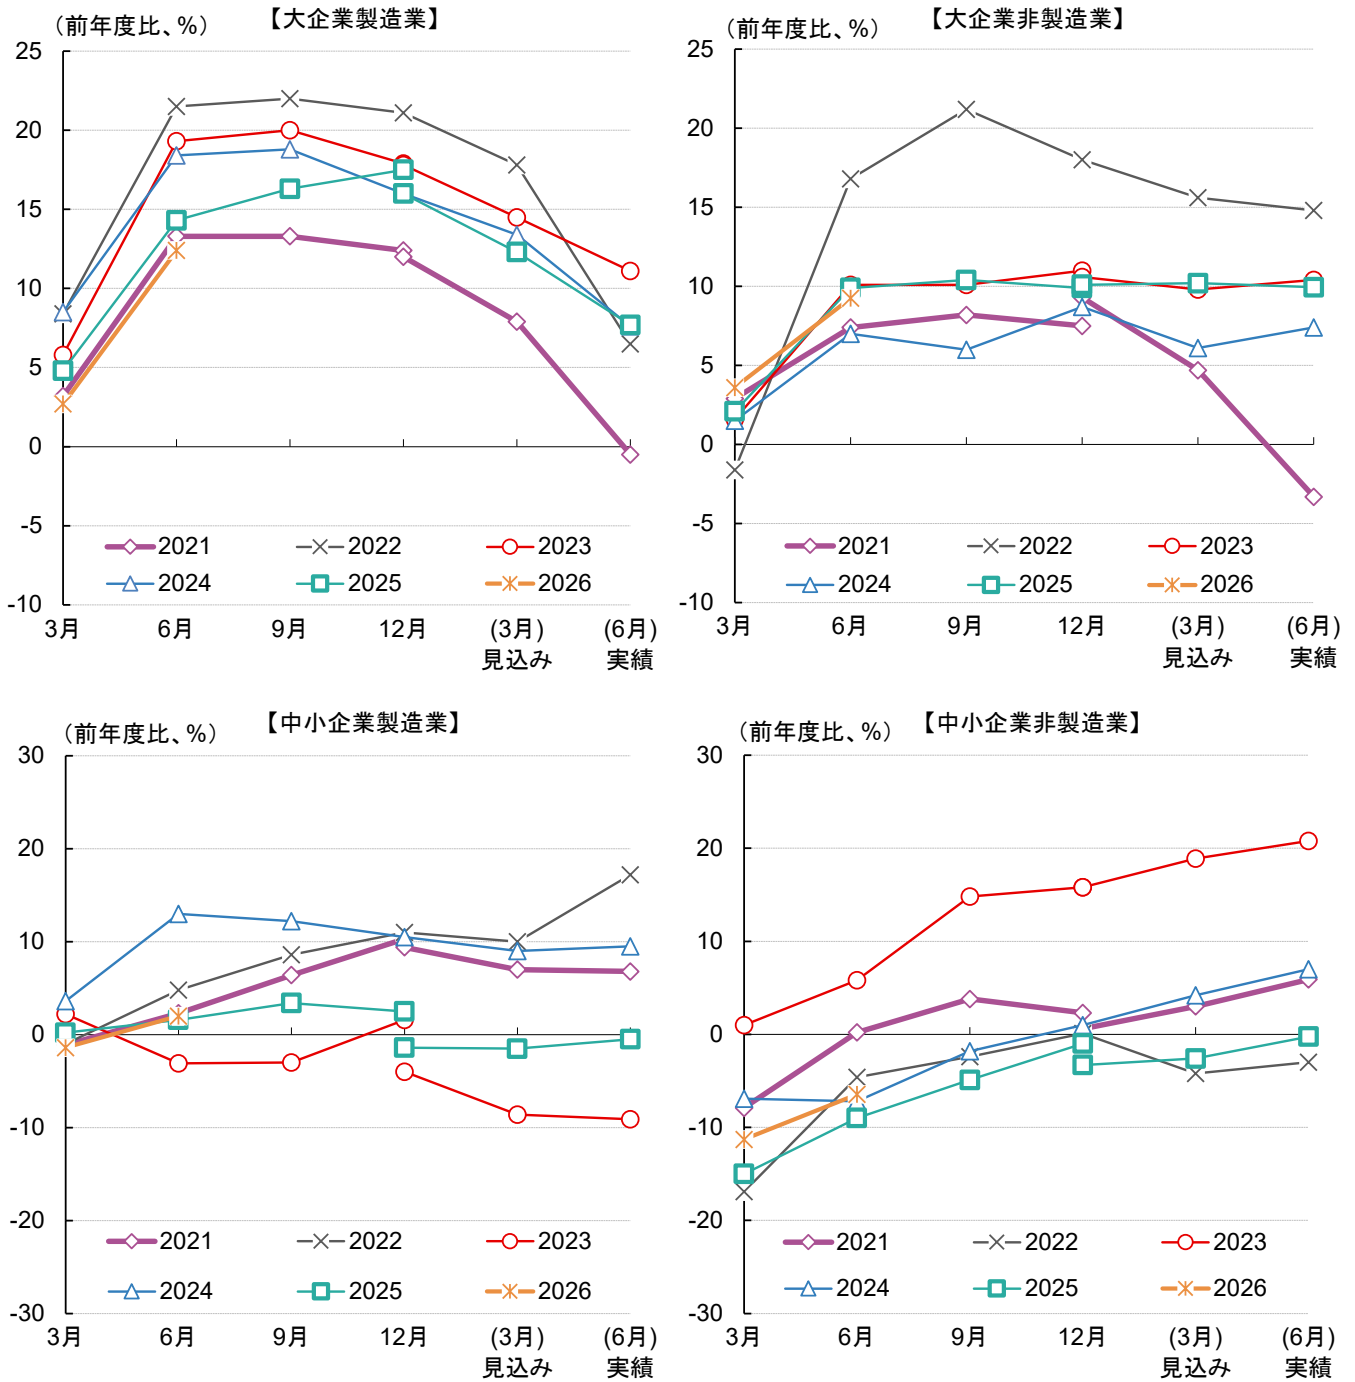 【大企業製造業】
(前年度比、%)
25
20
15
10
5
0
-5
-10
2021
2022
2023
2024
2025
2026
3月
6月
9月
12月
(3月)
見込み
(6月)
実績
【大企業非製造業】
(前年度比、%)
25
20
15
10
5
0
-5
-10
2021
2022
2023
2024
2025
2026
3月
6月
9月
12月
(3月)
見込み
(6月)
実績
【中小企業製造業】
(前年度比、%)
30
20
10
0
-10
-20
-30
2021
2022
2023
2024
2025
2026
3月
6月
9月
12月
(3月)
見込み
(6月)
実績
【中小企業非製造業】
(前年度比、%)
30
20
10
0
-10
-20
-30
2021
2022
2023
2024
2025
2026
3月
6月
9月
12月
(3月)
見込み
(6月)
実績